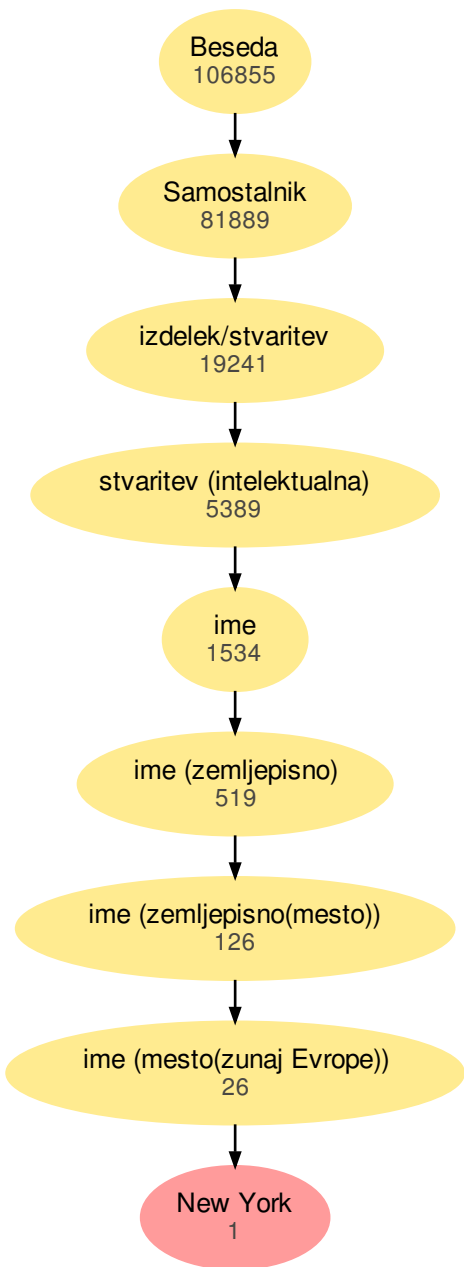 Beseda
106855
Samostalnik
81889
izdelek/stvaritev
19241
stvaritev (intelektualna)
5389
ime
1534
ime (zemljepisno)
519
ime (zemljepisno(mesto))
126
ime (mesto(zunaj Evrope))
26
New York
1